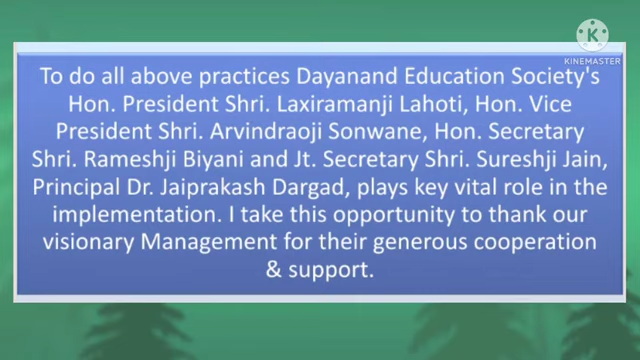 KINEMASTER
To do all above practices Dayanand Education Society's
Hon. President Shri. Laxiramanji Lahoti, Hon. Vice
President Shri. Arvindraoji Sonwane, Hon. Secretary
Shri. Rameshji Biyani and Jt. Secretary Shri. Sureshji Jain,
Principal Dr. Jaiprakash Dargad, plays key vital role in the
implementation. I take this opportunity to thank our
visionary Management for their generous cooperation
& support.